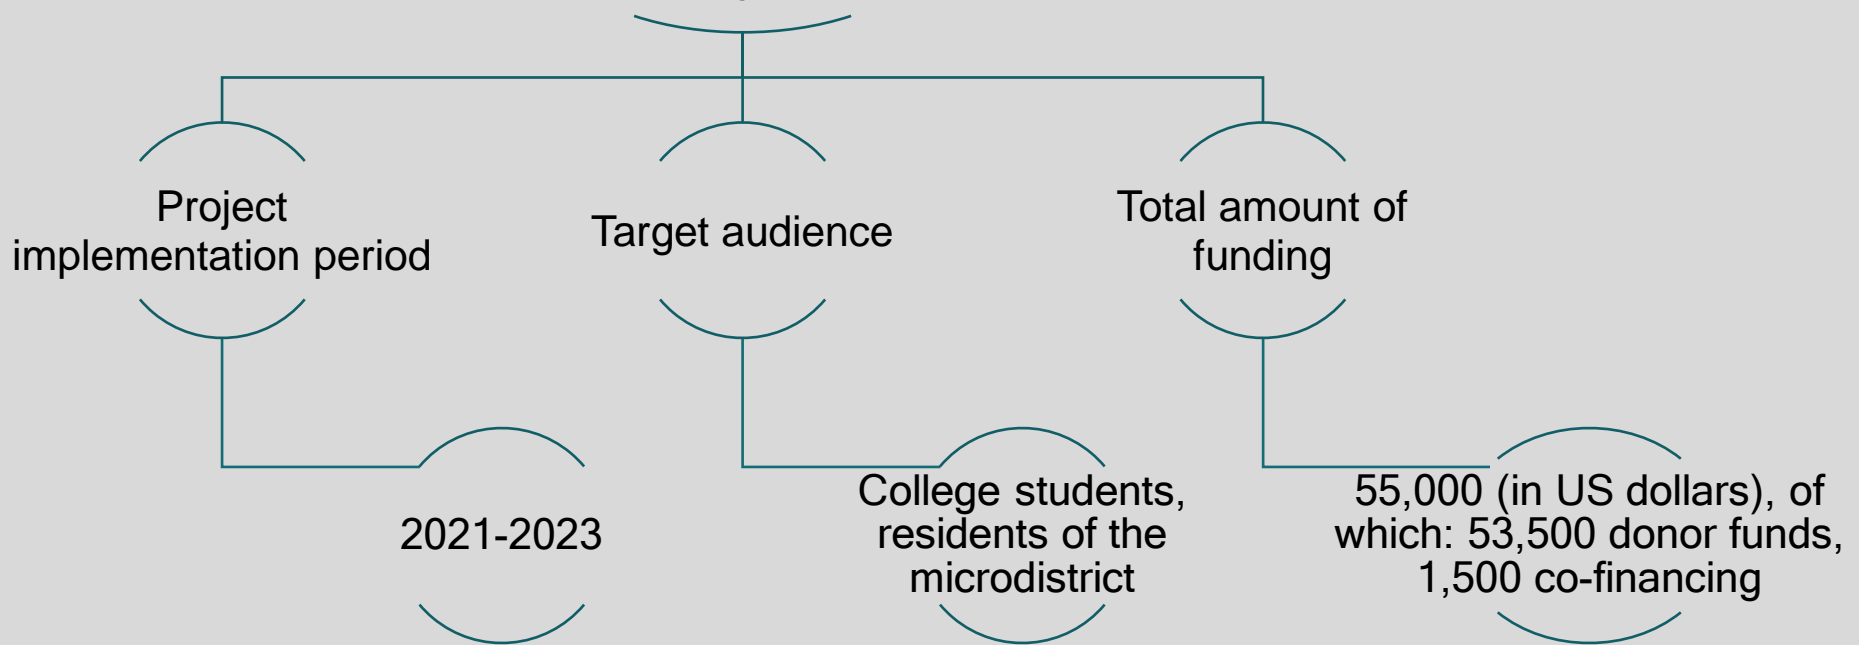 Project
implementation period
Target audience
Total amount of
funding
2021-2023
College students,
residents of the
microdistrict
55,000 (in US dollars), of
which: 53,500 donor funds,
1,500 co-financing